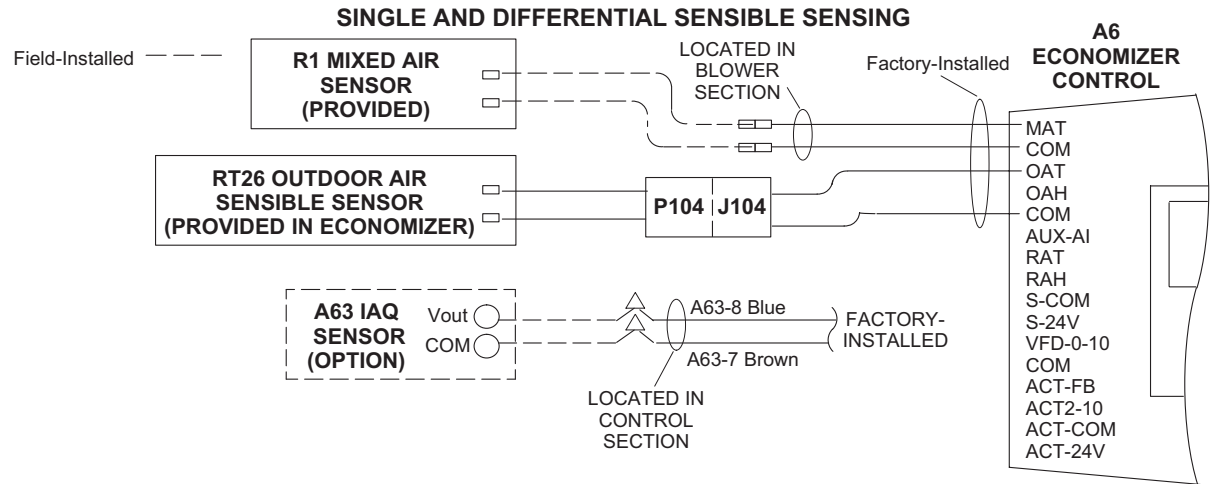 SINGLE AND DIFFERENTIAL SENSIBLE SENSING
Field-Installed
R1 MIXED AIR
SENSOR
(PROVIDED)
LOCATED IN
BLOWER
SECTION
Factory-Installed
A6
ECONOMIZER
CONTROL
RT26 OUTDOOR AIR
SENSIBLE SENSOR
(PROVIDED IN ECONOMIZER)
P104
J104
MAT
COM
OAT
OAH
COM
AUX-AI
RAT
RAH
S-COM
S-24V
VFD-0-10
COM
ACT-FB
ACT2-10
ACT-COM
ACT-24V
A63 IAQ
SENSOR
(OPTION)
Vout
COM
A63-8 Blue
A63-7 Brown
FACTORY-
INSTALLED
LOCATED IN
CONTROL
SECTION